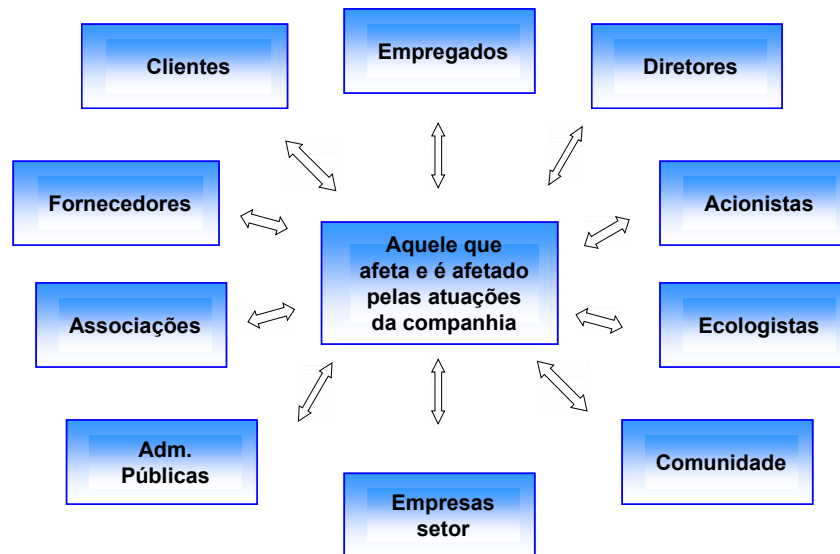 Clientes
Empregados
Diretores
Fornecedores
Acionistas
Aquele que
afeta e é afetado
pelas atuações
da companhia
Associações
Ecologistas
Adm.
Públicas
Empresas
setor
Comunidade